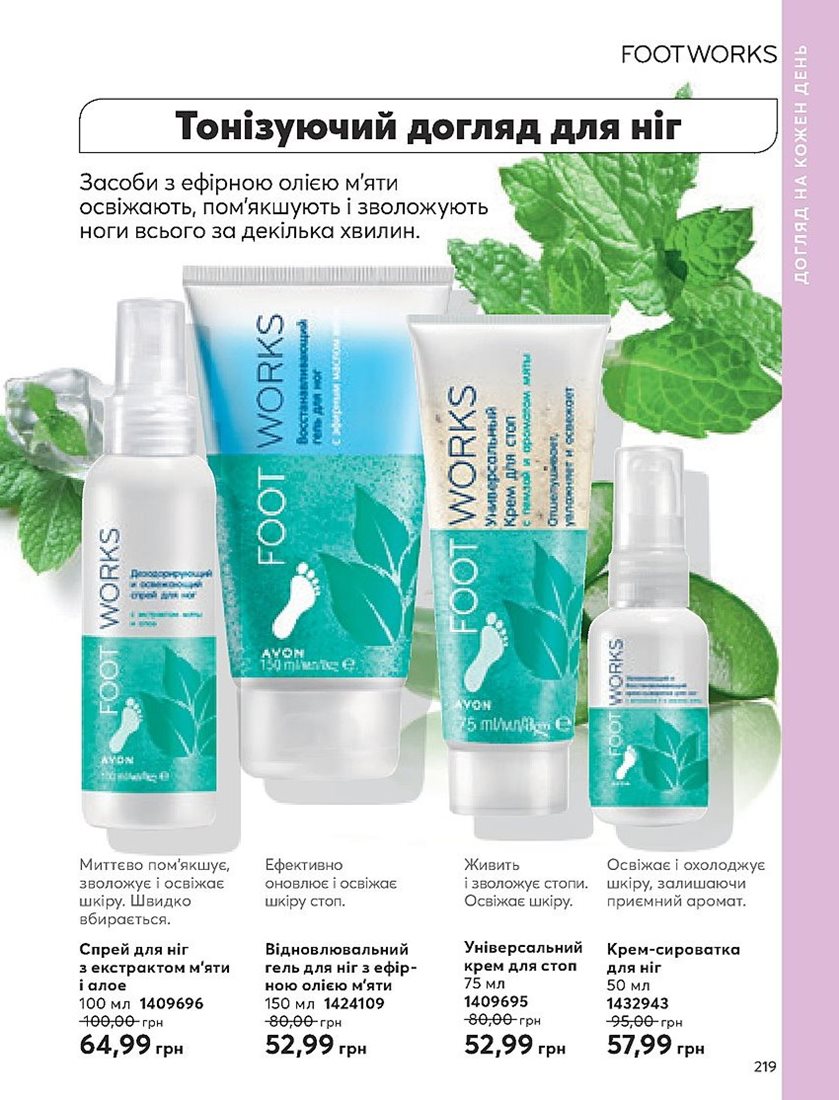 FOOTWORKS
ДОГЛЯД НА КОЖЕН ДЕНЬ
Тонізуючий догляд для ніг
Засоби з ефірною олією м'яти
освіжають, пом'якшують і зволожують
ноги всього за декілька хвилин.
FOOT WORKS
Дезодорирующий
и освежающий
спрей для ног
с экстрактом мяты
и алоэ
AVON
100 ml/мл/
FOOT WORKS
Восстанавливающий
гель для ног
с эфирным маслом
AVON
150 ml/мл/
FOOT WORKS
Универсальный
Крем для стоп
с пемзой и ароматом мяты
Отшелушивает,
увлажняет и освежает
AVON
75 ml/мл/
FOOT WORKS
AVON
Миттєво пом'якшує,
зволожує і освіжає
шкіру. Швидко
вбирається.
Спрей для ніг
з екстрактом м'яти
і алое
100 мл 1409696
100,00 грн
64,99 грн
Ефективно
оновлює і освіжає
шкіру стоп.
Відновлювальний
гель для ніг з ефір-
ною олією м'яти
150 мл 1424109
80,00 грн
52,99 грн
Живить
і зволожує стопи.
Освіжає шкіру.
Універсальний
крем для стоп
75 мл
1409695
80,00 грн
52,99 грн
Освіжає і охолоджує
шкіру, залишаючи
приємний аромат.
Крем-сироватка
для ніг
50 мл
1432943
95,00 грн
57,99 грн
219